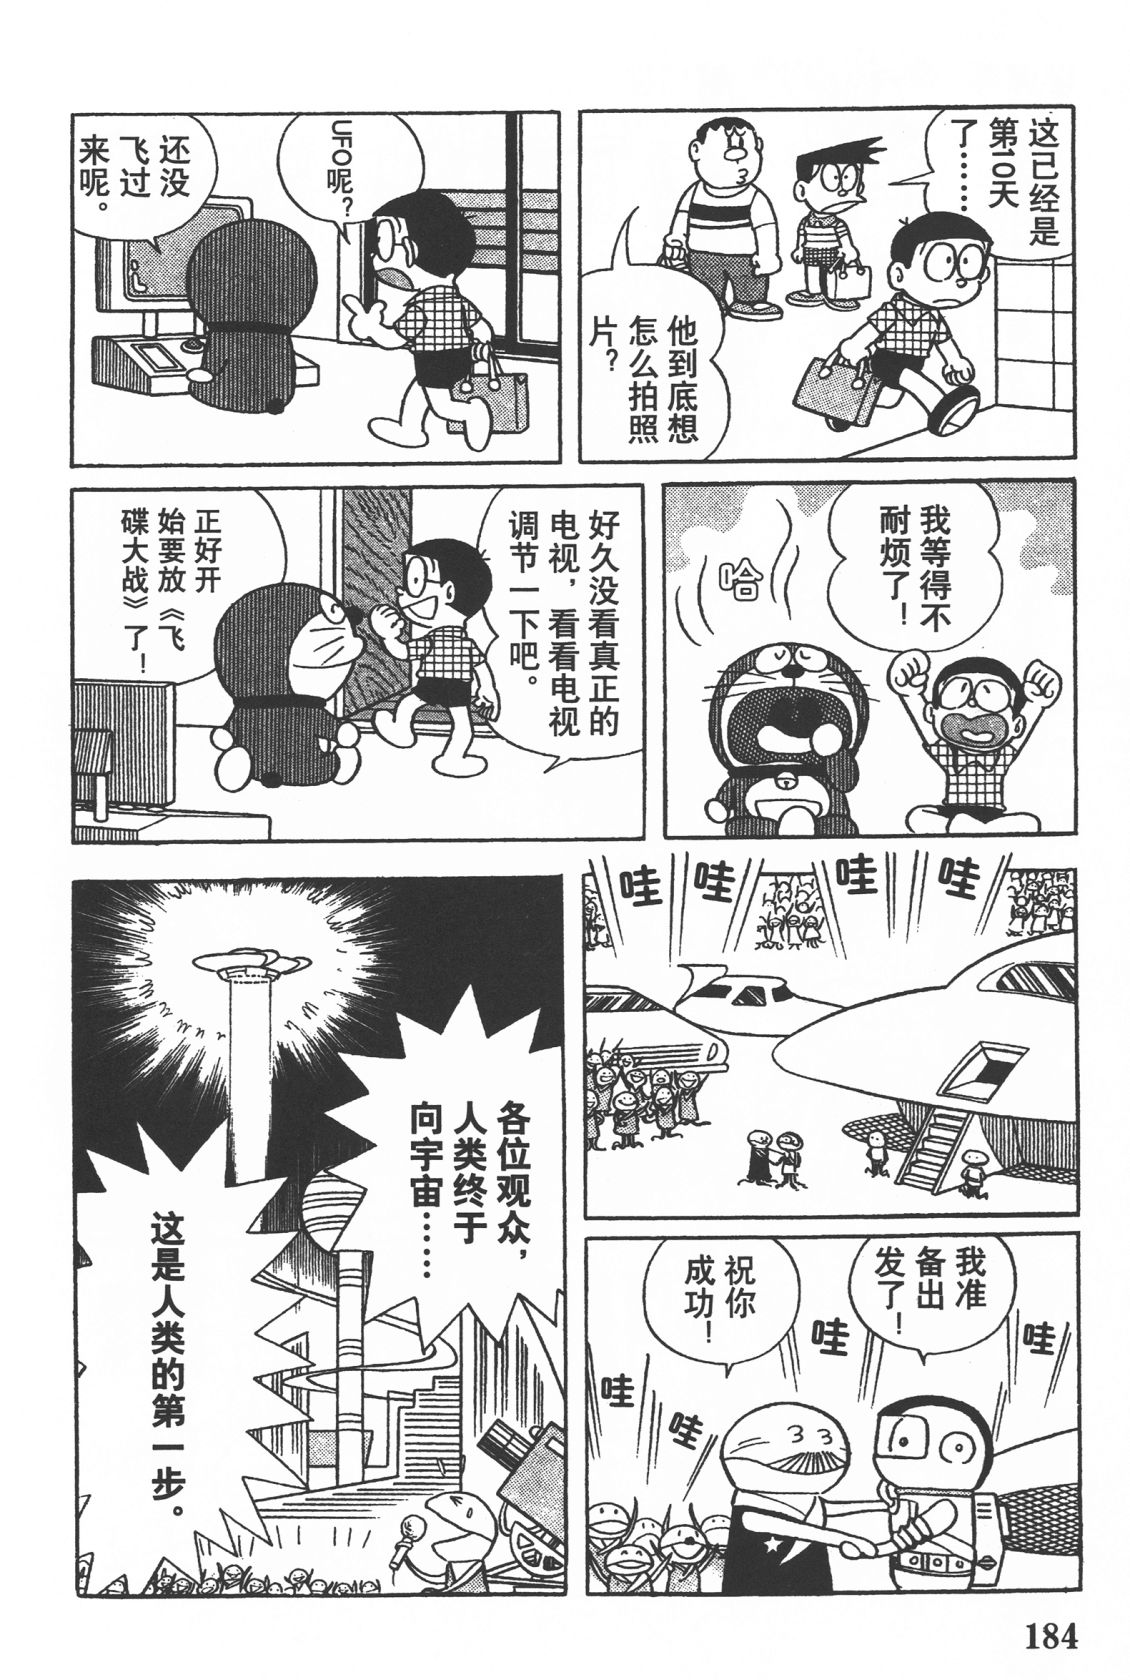 这已经是
第10天
了……
他到底想
怎么拍照
片？
UFO呢？
还没
飞过
来呢。
我等得不
耐烦了！
哈
好久没看真正的
电视，看看电视
调节一下吧。
正好开
始要放《飞
碟大战》了！
哇
哇
哇
哇
各位观众，
人类终于
向宇宙……
这是人类的第一步。
我准
备出
发了！
祝你
成功！
哇
哇
哇
哇
184